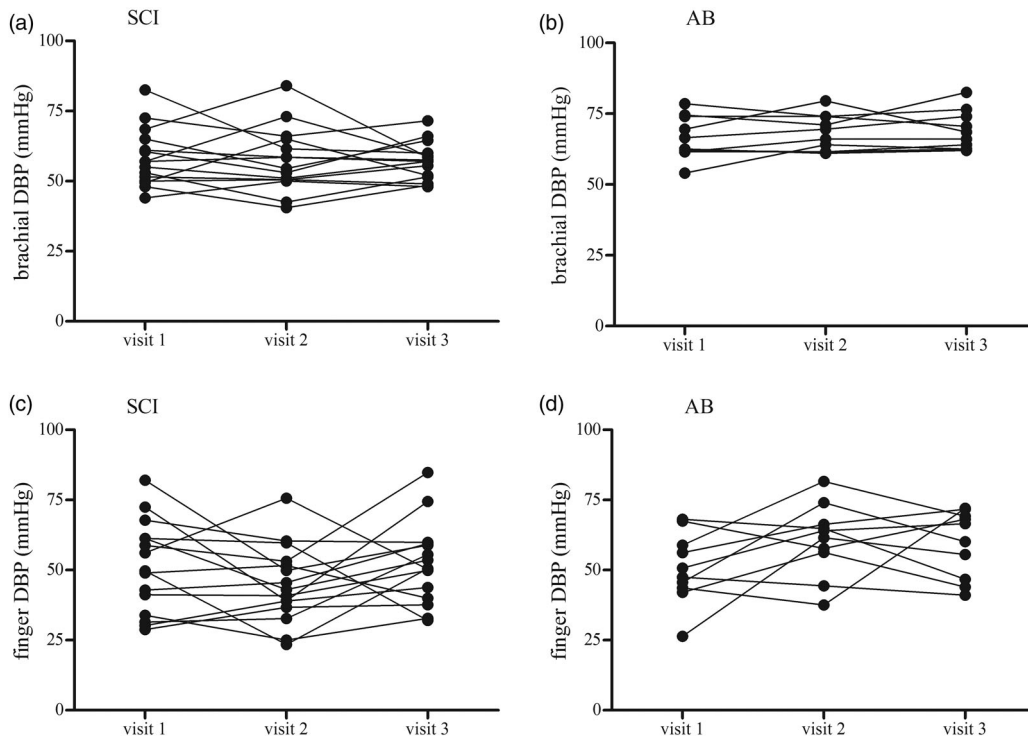 (a) SCI
100
75
50
25
0
brachial DBP (mmHg)
visit 1 visit 2 visit 3
(b) AB
100
75
50
25
0
brachial DBP (mmHg)
visit 1 visit 2 visit 3
(c) SCI
100
75
50
25
0
finger DBP (mmHg)
visit 1 visit 2 visit 3
(d) AB
100
75
50
25
0
finger DBP (mmHg)
visit 1 visit 2 visit 3